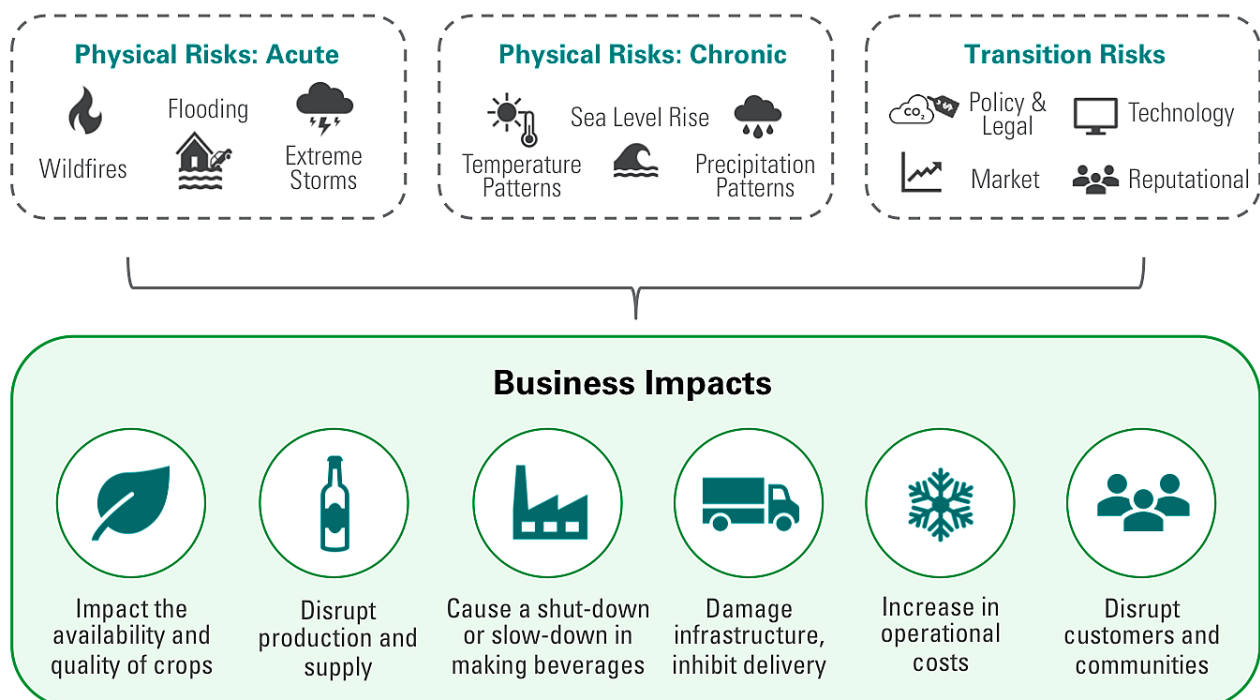 Physical Risks: Acute
Wildfires
Flooding
Extreme
Storms
Physical Risks: Chronic
Temperature
Patterns
Sea Level Rise
Precipitation
Patterns
Transition Risks
CO₂
Policy &
Legal
Technology
Market
Reputational
Business Impacts
Impact the
availability and
quality of crops
Disrupt
production and
supply
Cause a shut-down
or slow-down in
making beverages
Damage
infrastructure,
inhibit delivery
Increase in
operational
costs
Disrupt
customers and
communities